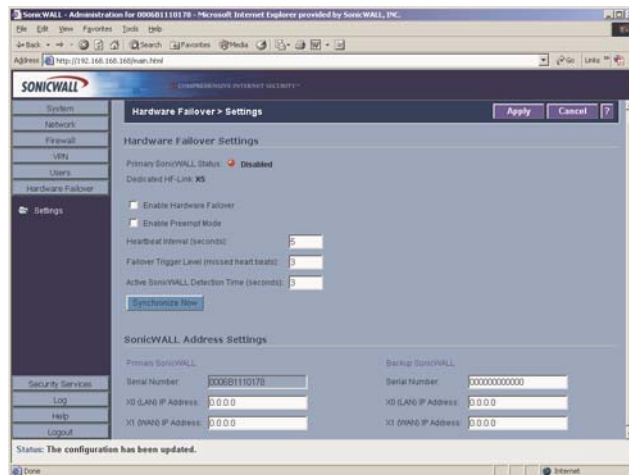 SonicWALL - Administration for 0006B1110178 - Microsoft Internet Explorer provided by SonicWALL, INC.
File Edit View Favorites Tools Help
Back Search Favorites Media
Address http://192.168.168.168/main.html Go Links
SONICWALL COMPREHENSIVE INTERNET SECURITY™
System
Network
Firewall
VPN
Users
Hardware Failover
Settings
Security Services
Log
Help
Logout
Hardware Failover > Settings Apply Cancel ?
Hardware Failover Settings
Primary SonicWALL Status: Disabled
Dedicated HF-Link: X5
Enable Hardware Failover
Enable Preempt Mode
Heartbeat Interval (seconds): 5
Failover Trigger Level (missed heart beats): 3
Active SonicWALL Detection Time (seconds): 3
Synchronize Now
SonicWALL Address Settings
Primary SonicWALL Backup SonicWALL
Serial Number: 0006B1110178 Serial Number: 000000000000
X0 (LAN) IP Address: 0.0.0.0 X0 (LAN) IP Address: 0.0.0.0
X1 (WAN) IP Address: 0.0.0.0 X1 (WAN) IP Address: 0.0.0.0
Status: The configuration has been updated.
Done Internet